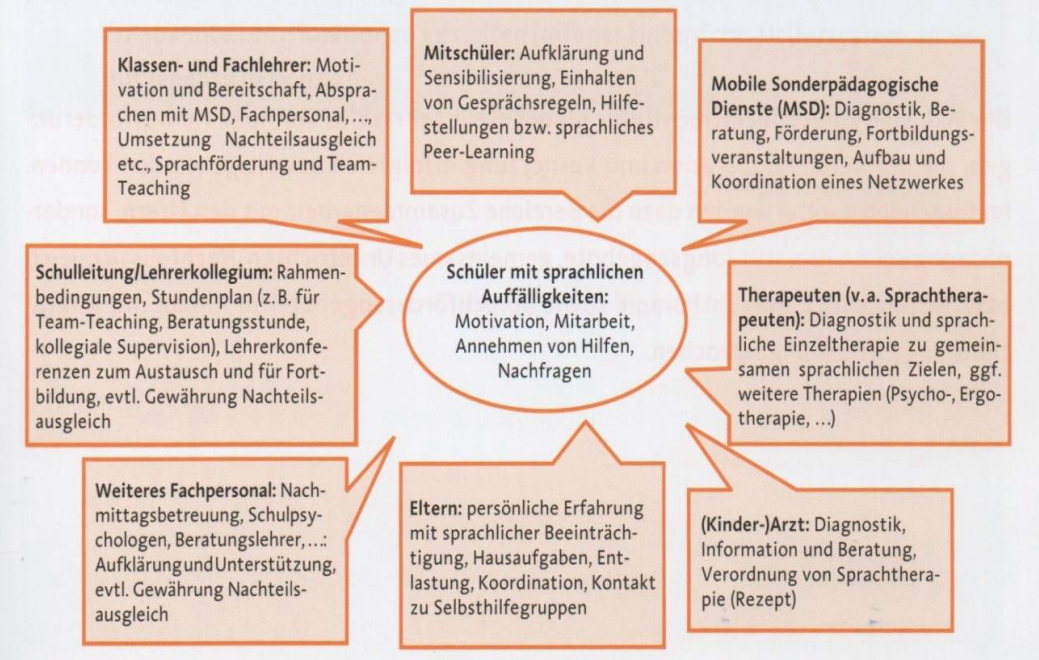 Klassen- und Fachlehrer: Moti-
vation und Bereitschaft, Abspra-
chen mit MSD, Fachpersonal,...,
Umsetzung Nachteilsausgleich
etc., Sprachförderung und Team-
Teaching
Mitschüler: Aufklärung und
Sensibilisierung, Einhalten
von Gesprächsregeln, Hilfe-
stellungen bzw. sprachliches
Peer-Learning
Mobile Sonderpädagogische
Dienste (MSD): Diagnostik, Be-
ratung, Förderung, Fortbildungs-
veranstaltungen, Aufbau und
Koordination eines Netzwerkes
Schulleitung/Lehrerkollegium: Rahmen-
bedingungen, Stundenplan (z.B. für
Team-Teaching, Beratungsstunde,
kollegiale Supervision), Lehrerkonfe-
renzen zum Austausch und für Fort-
bildung, evtl. Gewährung Nachteils-
ausgleich
Schüler mit sprachlichen
Auffälligkeiten:
Motivation, Mitarbeit,
Annehmen von Hilfen,
Nachfragen
Therapeuten (v. a. Sprachthera-
peuten): Diagnostik und sprach-
liche Einzeltherapie zu gemein-
samen sprachlichen Zielen, ggf.
weitere Therapien (Psycho-, Ergo-
therapie, ...)
Weiteres Fachpersonal: Nach-
mittagsbetreuung, Schulpsy-
chologen, Beratungslehrer,...:
Aufklärung und Unterstützung,
evtl. Gewährung Nachteils-
ausgleich
Eltern: persönliche Erfahrung
mit sprachlicher Beeinträch-
tigung, Hausaufgaben, Ent-
lastung, Koordination, Kontakt
zu Selbsthilfegruppen
(Kinder-)Arzt: Diagnostik,
Information und Beratung,
Verordnung von Sprachthera-
pie (Rezept)